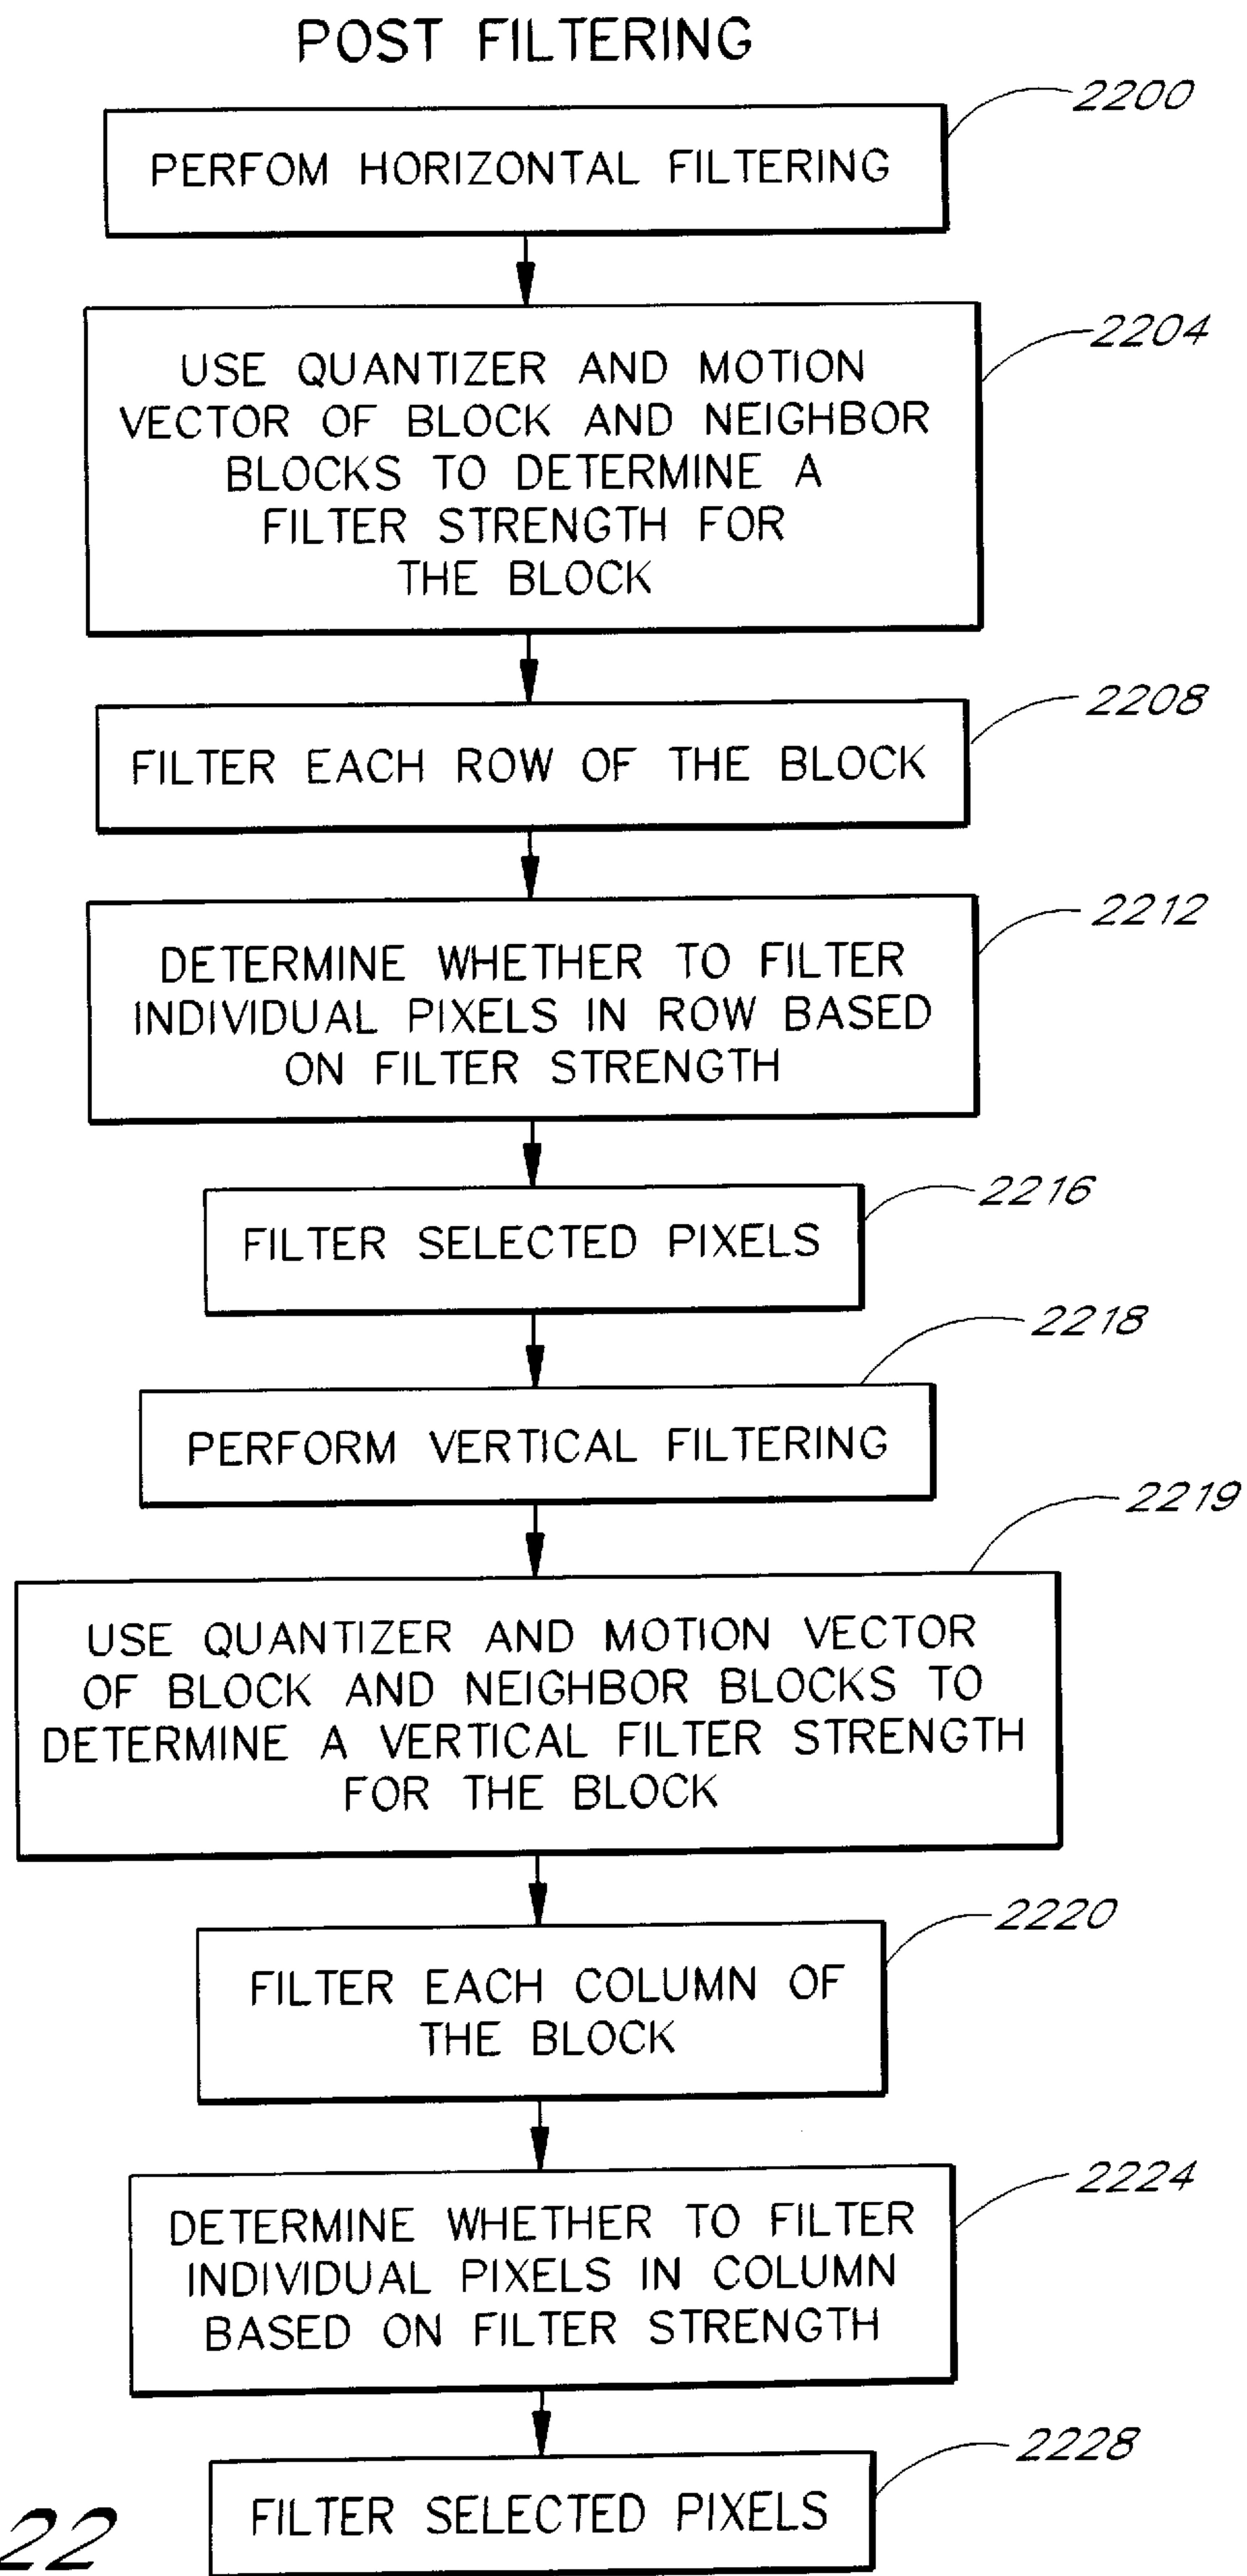 POST FILTERING
2200
PERFOM HORIZONTAL FILTERING
2204
USE QUANTIZER AND MOTION
VECTOR OF BLOCK AND NEIGHBOR
BLOCKS TO DETERMINE A
FILTER STRENGTH FOR
THE BLOCK
2208
FILTER EACH ROW OF THE BLOCK
2212
DETERMINE WHETHER TO FILTER
INDIVIDUAL PIXELS IN ROW BASED
ON FILTER STRENGTH
2216
FILTER SELECTED PIXELS
2218
PERFORM VERTICAL FILTERING
2219
USE QUANTIZER AND MOTION VECTOR
OF BLOCK AND NEIGHBOR BLOCKS TO
DETERMINE A VERTICAL FILTER STRENGTH
FOR THE BLOCK
2220
FILTER EACH COLUMN OF
THE BLOCK
2224
DETERMINE WHETHER TO FILTER
INDIVIDUAL PIXELS IN COLUMN
BASED ON FILTER STRENGTH
2228
FILTER SELECTED PIXELS
22